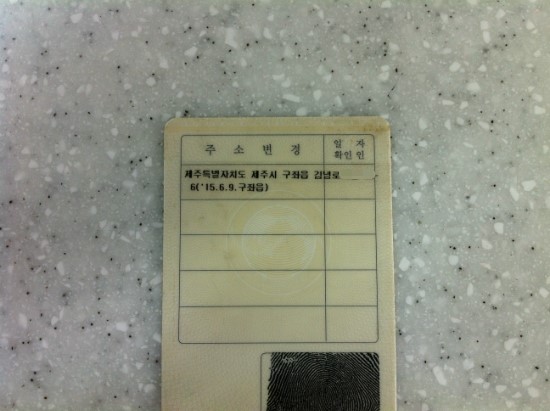 주소변경
일 자
확인인
제주특별자치도 제주시 구좌읍 김녕로
6('15.6.9.구좌읍)